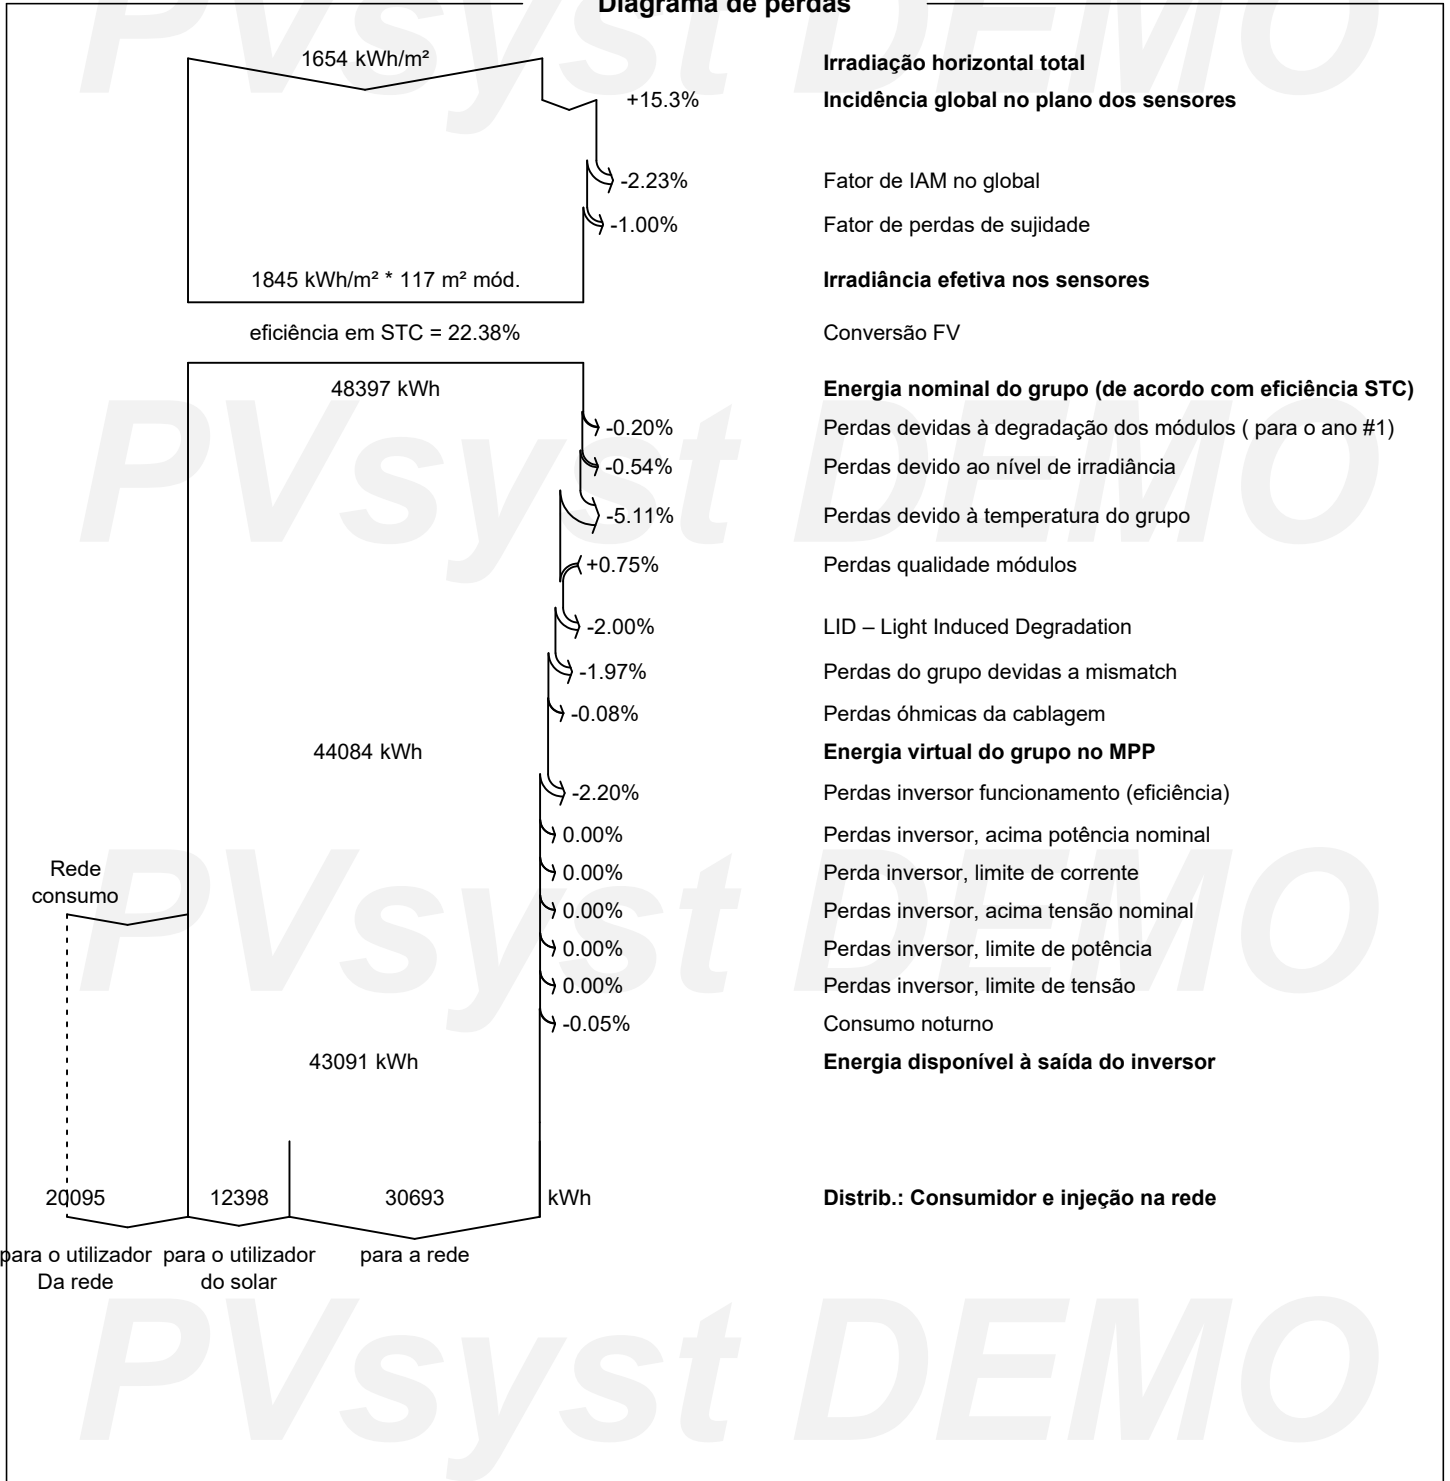 Diagrama de perdas
PVsyst DEMO
1654 kWh/m² Irradiação horizontal total
+15.3% Incidência global no plano dos sensores
-2.23% Fator de IAM no global
-1.00% Fator de perdas de sujidade
1845 kWh/m² * 117 m² mód. Irradiância efetiva nos sensores
eficiência em STC = 22.38% Conversão FV
48397 kWh Energia nominal do grupo (de acordo com eficiência STC)
-0.20% Perdas devidas à degradação dos módulos ( para o ano #1)
PVsyst DEMO
-0.54% Perdas devido ao nível de irradiância
-5.11% Perdas devido à temperatura do grupo
+0.75% Perdas qualidade módulos
-2.00% LID – Light Induced Degradation
-1.97% Perdas do grupo devidas a mismatch
-0.08% Perdas óhmicas da cablagem
44084 kWh Energia virtual do grupo no MPP
-2.20% Perdas inversor funcionamento (eficiência)
0.00% Perdas inversor, acima potência nominal
Rede
consumo
0.00% Perda inversor, limite de corrente
0.00% Perdas inversor, acima tensão nominal
PVsyst DEMO
0.00% Perdas inversor, limite de potência
0.00% Perdas inversor, limite de tensão
-0.05% Consumo noturno
43091 kWh Energia disponível à saída do inversor
20095 12398 30693 kWh Distrib.: Consumidor e injeção na rede
para o utilizador para o utilizador para a rede
Da rede do solar
PVsyst DEMO